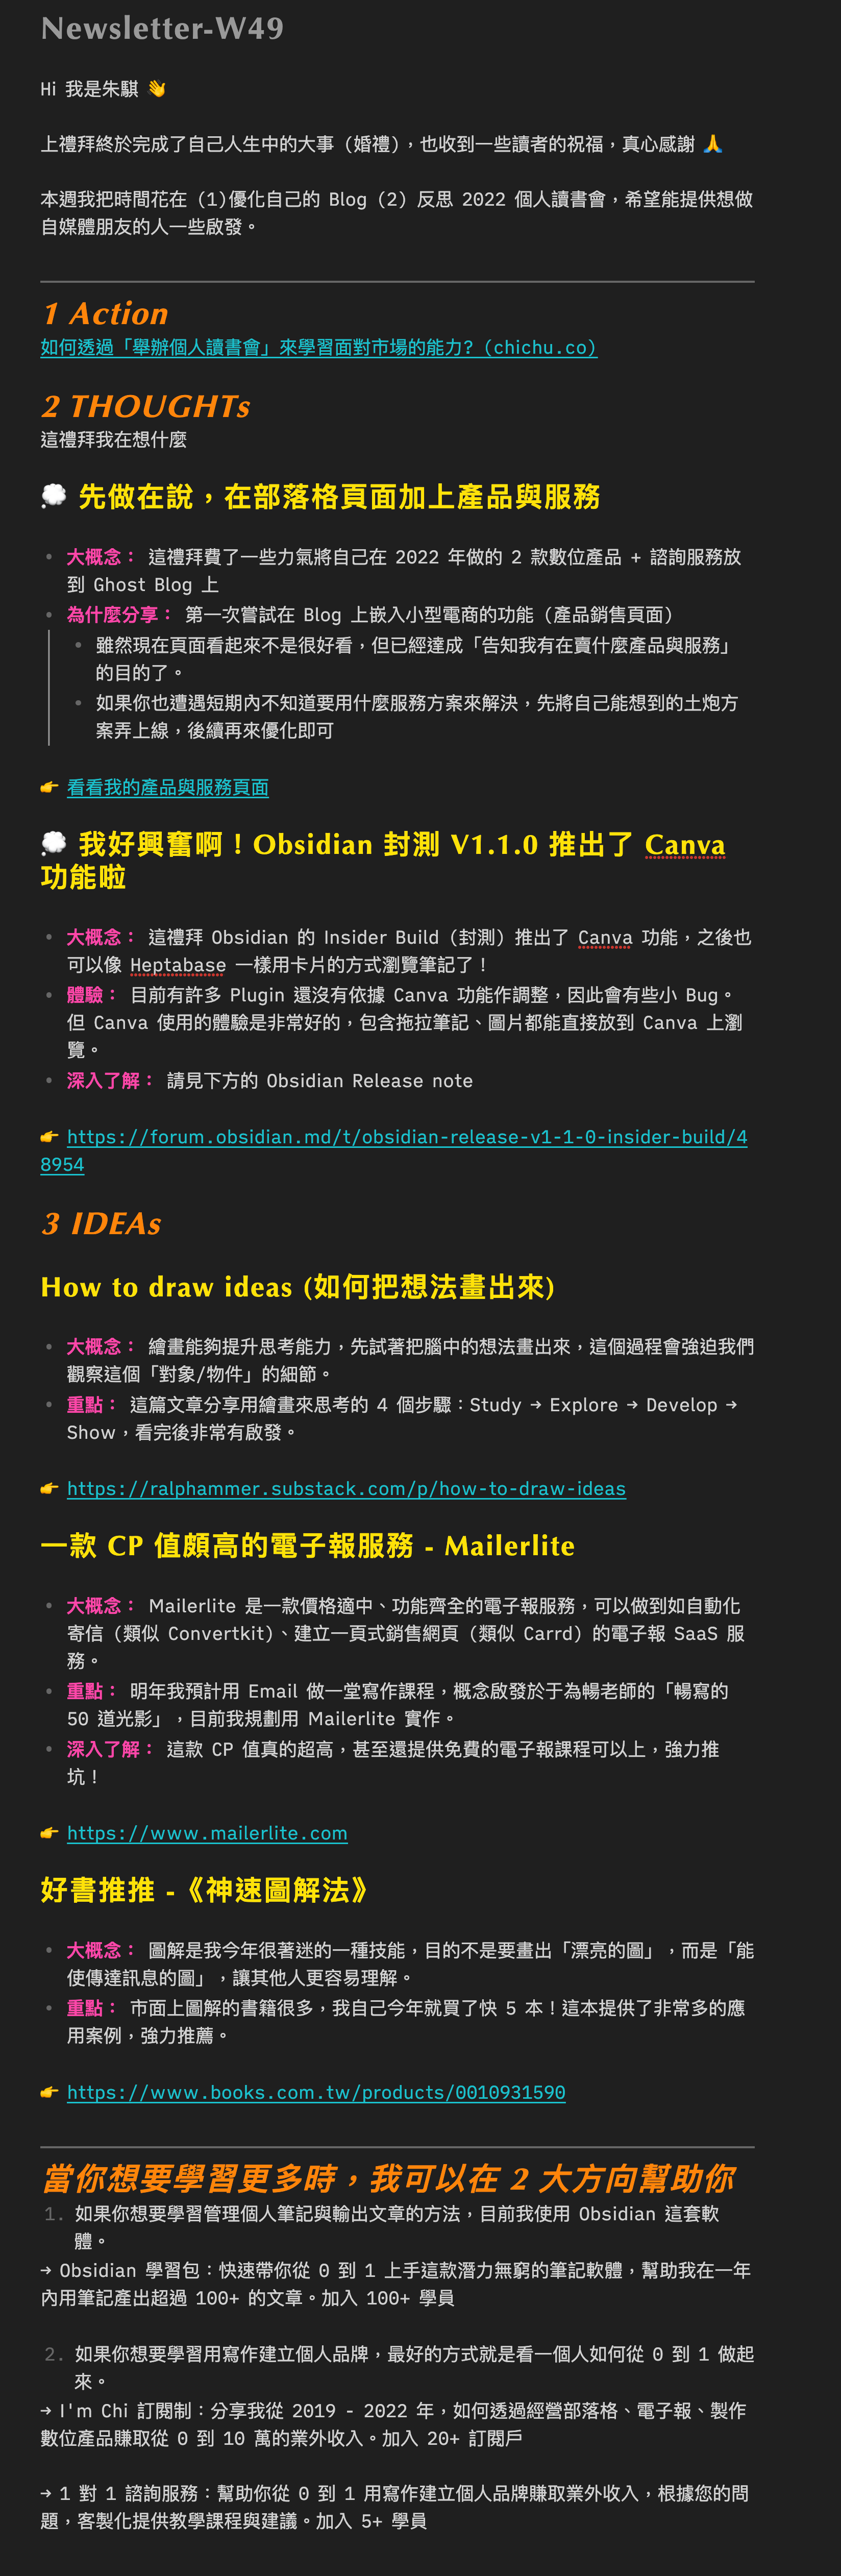 Newsletter-W49
Hi 我是朱騏 👋
上禮拜終於完成了自己人生中的大事 (婚禮)，也收到一些讀者的祝福，真心感謝 🙏
本週我把時間花在 (1)優化自己的 Blog (2) 反思 2022 個人讀書會，希望能提供想做
自媒體朋友的人一些啟發。
1 Action
如何透過「舉辦個人讀書會」來學習面對市場的能力? (chichu.co)
2 THOUGHTs
這禮拜我在想什麼
💭 先做在說，在部落格頁面加上產品與服務
• 大概念： 這禮拜費了一些力氣將自己在 2022 年做的 2 款數位產品 + 諮詢服務放
到 Ghost Blog 上
• 為什麼分享： 第一次嘗試在 Blog 上嵌入小型電商的功能 (產品銷售頁面)
• 雖然現在頁面看起來不是很好看，但已經達成「告知我有在賣什麼產品與服務」
的目的了。
• 如果你也遭遇短期內不知道要用什麼服務方案來解決，先將自己能想到的土炮方
案弄上線，後續再來優化即可
👉 看看我的產品與服務頁面
💭 我好興奮啊！Obsidian 封測 V1.1.0 推出了 Canva
功能啦
• 大概念： 這禮拜 Obsidian 的 Insider Build (封測) 推出了 Canva 功能，之後也
可以像 Heptabase 一樣用卡片的方式瀏覽筆記了！
• 體驗： 目前有許多 Plugin 還沒有依據 Canva 功能作調整，因此會有些小 Bug。
但 Canva 使用的體驗是非常好的，包含拖拉筆記、圖片都能直接放到 Canva 上瀏
覽。
• 深入了解： 請見下方的 Obsidian Release note
👉 https://forum.obsidian.md/t/obsidian-release-v1-1-0-insider-build/4
8954
3 IDEAs
How to draw ideas (如何把想法畫出來)
• 大概念： 繪畫能夠提升思考能力，先試著把腦中的想法畫出來，這個過程會強迫我們
觀察這個「對象/物件」的細節。
• 重點： 這篇文章分享用繪畫來思考的 4 個步驟：Study → Explore → Develop →
Show，看完後非常有啟發。
👉 https://ralphammer.substack.com/p/how-to-draw-ideas
一款 CP 值頗高的電子報服務 - Mailerlite
• 大概念： Mailerlite 是一款價格適中、功能齊全的電子報服務，可以做到如自動化
寄信 (類似 Convertkit)、建立一頁式銷售網頁 (類似 Carrd) 的電子報 SaaS 服
務。
• 重點： 明年我預計用 Email 做一堂寫作課程，概念啟發於于為暢老師的「暢寫的
50 道光影」，目前我規劃用 Mailerlite 實作。
• 深入了解： 這款 CP 值真的超高，甚至還提供免費的電子報課程可以上，強力推
坑！
👉 https://www.mailerlite.com
好書推推 -《神速圖解法》
• 大概念： 圖解是我今年很著迷的一種技能，目的不是要畫出「漂亮的圖」，而是「能
使傳達訊息的圖」，讓其他人更容易理解。
• 重點： 市面上圖解的書籍很多，我自己今年就買了快 5 本！這本提供了非常多的應
用案例，強力推薦。
👉 https://www.books.com.tw/products/0010931590
當你想要學習更多時，我可以在 2 大方向幫助你
1. 如果你想要學習管理個人筆記與輸出文章的方法，目前我使用 Obsidian 這套軟
體。
→ Obsidian 學習包：快速帶你從 0 到 1 上手這款潛力無窮的筆記軟體，幫助我在一年
內用筆記產出超過 100+ 的文章。加入 100+ 學員
2. 如果你想要學習用寫作建立個人品牌，最好的方式就是看一個人如何從 0 到 1 做起
來。
→ I'm Chi 訂閱制：分享我從 2019 - 2022 年，如何透過經營部落格、電子報、製作
數位產品賺取從 0 到 10 萬的業外收入。加入 20+ 訂閱戶
→ 1 對 1 諮詢服務：幫助你從 0 到 1 用寫作建立個人品牌賺取業外收入，根據您的問
題，客製化提供教學課程與建議。加入 5+ 學員